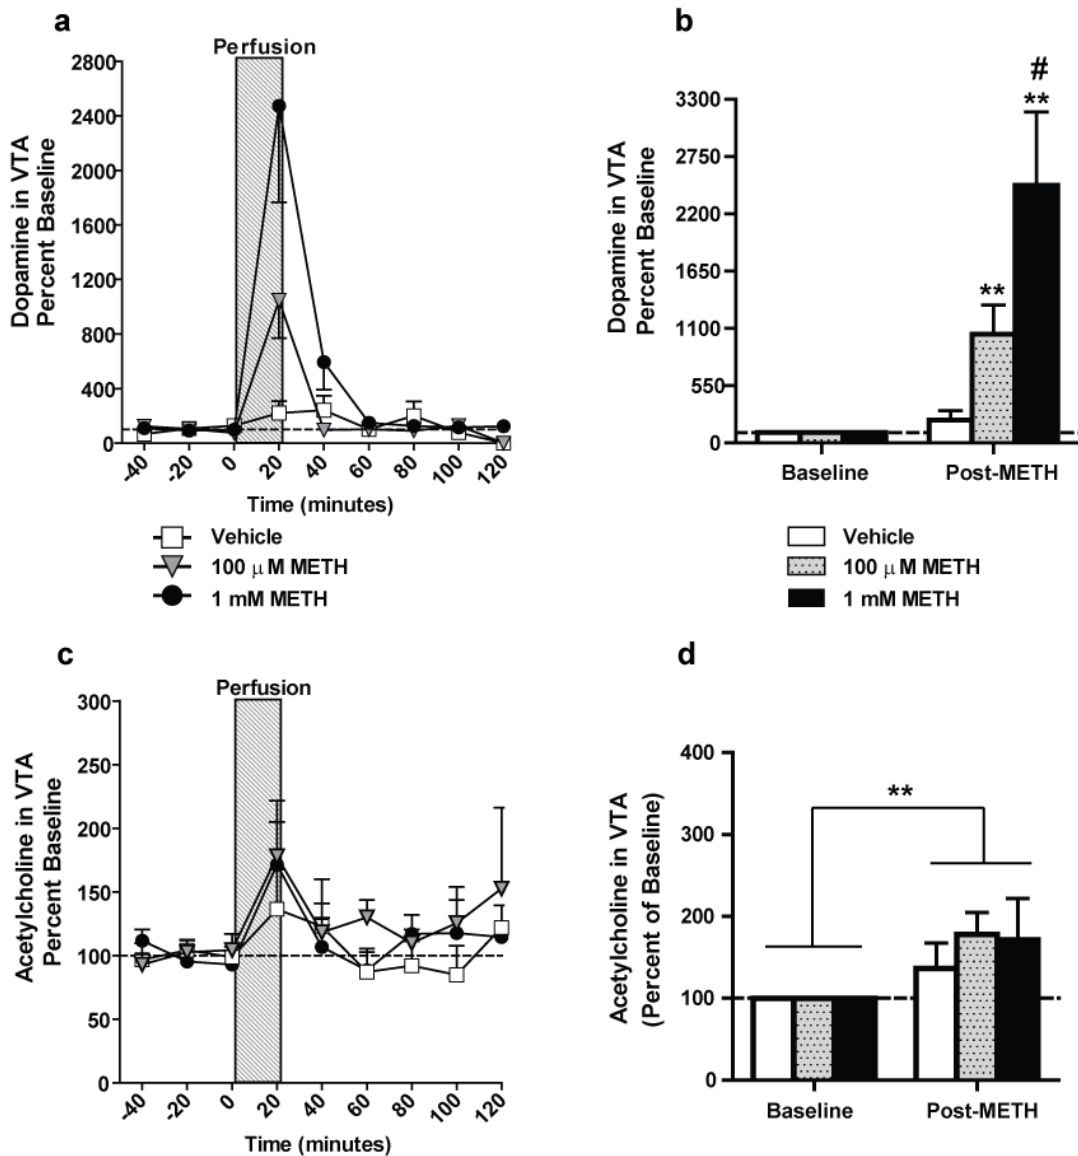 a
Perfusion
Dopamine in VTA
Percent Baseline
2800
2400
2000
1600
1200
800
400
0
-40
-20
0
20
40
60
80
100
120
Time (minutes)
Vehicle
100 μ M METH
1 mM METH
b
#
**
**
Dopamine in VTA
Percent Baseline
3300
2750
2200
1650
1100
550
0
Baseline
Post-METH
Vehicle
100 μ M METH
1 mM METH
c
Perfusion
Acetylcholine in VTA
Percent Baseline
300
250
200
150
100
50
0
-40
-20
0
20
40
60
80
100
120
Time (minutes)
d
**
Acetylcholine in VTA
(Percent of Baseline)
400
300
200
100
0
Baseline
Post-METH